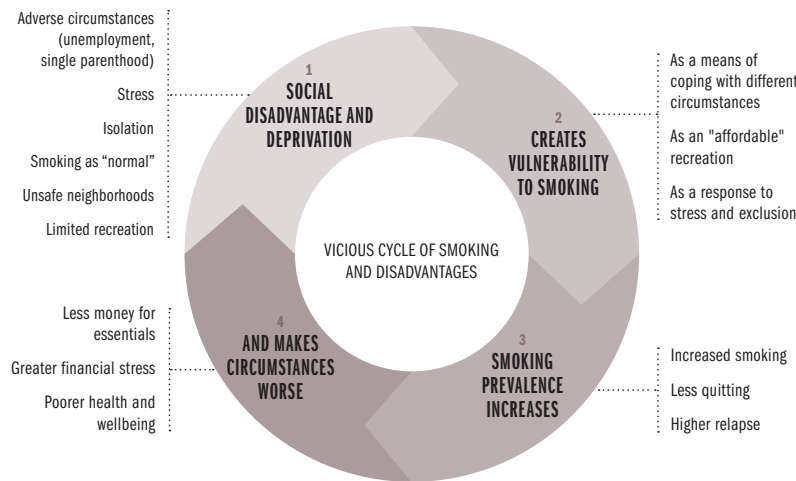 Adverse circumstances
(unemployment,
single parenthood)
Stress
Isolation
Smoking as “normal”
Unsafe neighborhoods
Limited recreation
1
SOCIAL
DISADVANTAGE AND
DEPRIVATION
2
CREATES
VULNERABILITY
TO SMOKING
As a means of
coping with different
circumstances
As an "affordable"
recreation
As a response to
stress and exclusion
VICIOUS CYCLE OF SMOKING
AND DISADVANTAGES
3
SMOKING
PREVALENCE
INCREASES
Increased smoking
Less quitting
Higher relapse
4
AND MAKES
CIRCUMSTANCES
WORSE
Less money for
essentials
Greater financial stress
Poorer health and
wellbeing